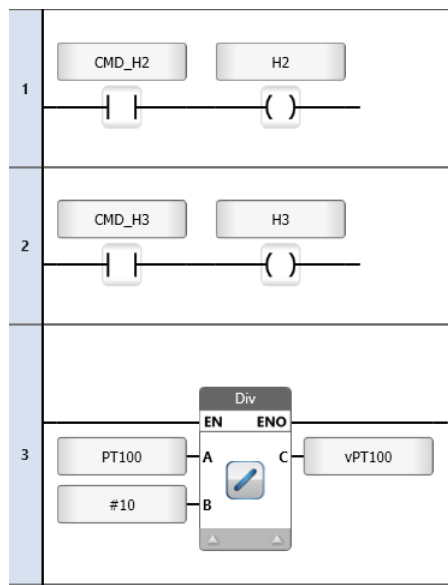 1
CMD_H2
H2
2
CMD_H3
H3
3
Div
EN ENO
PT100 A C vPT100
#10 B